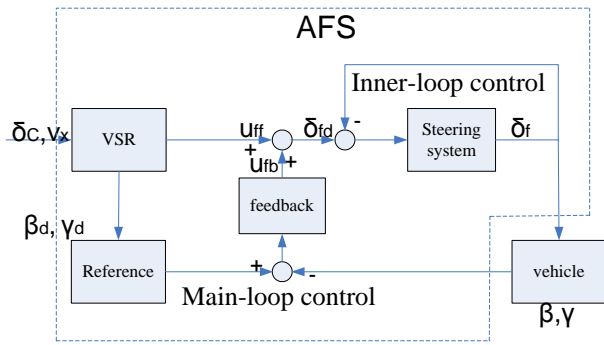 AFS
Inner-loop control
δC,vx
VSR
uff
+
ufb
+
δfd
-
Steering
system
δf
feedback
βd, γd
Reference
+
-
Main-loop control
vehicle
β,γ